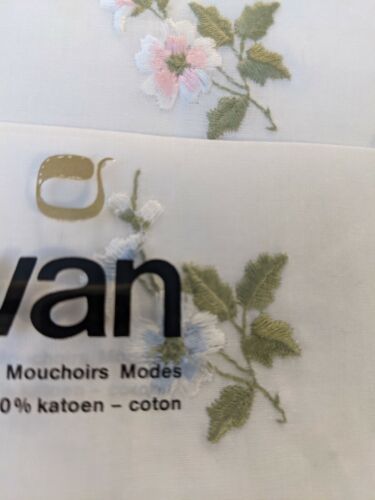 van
Mouchoirs Modes
0% katoen – coton